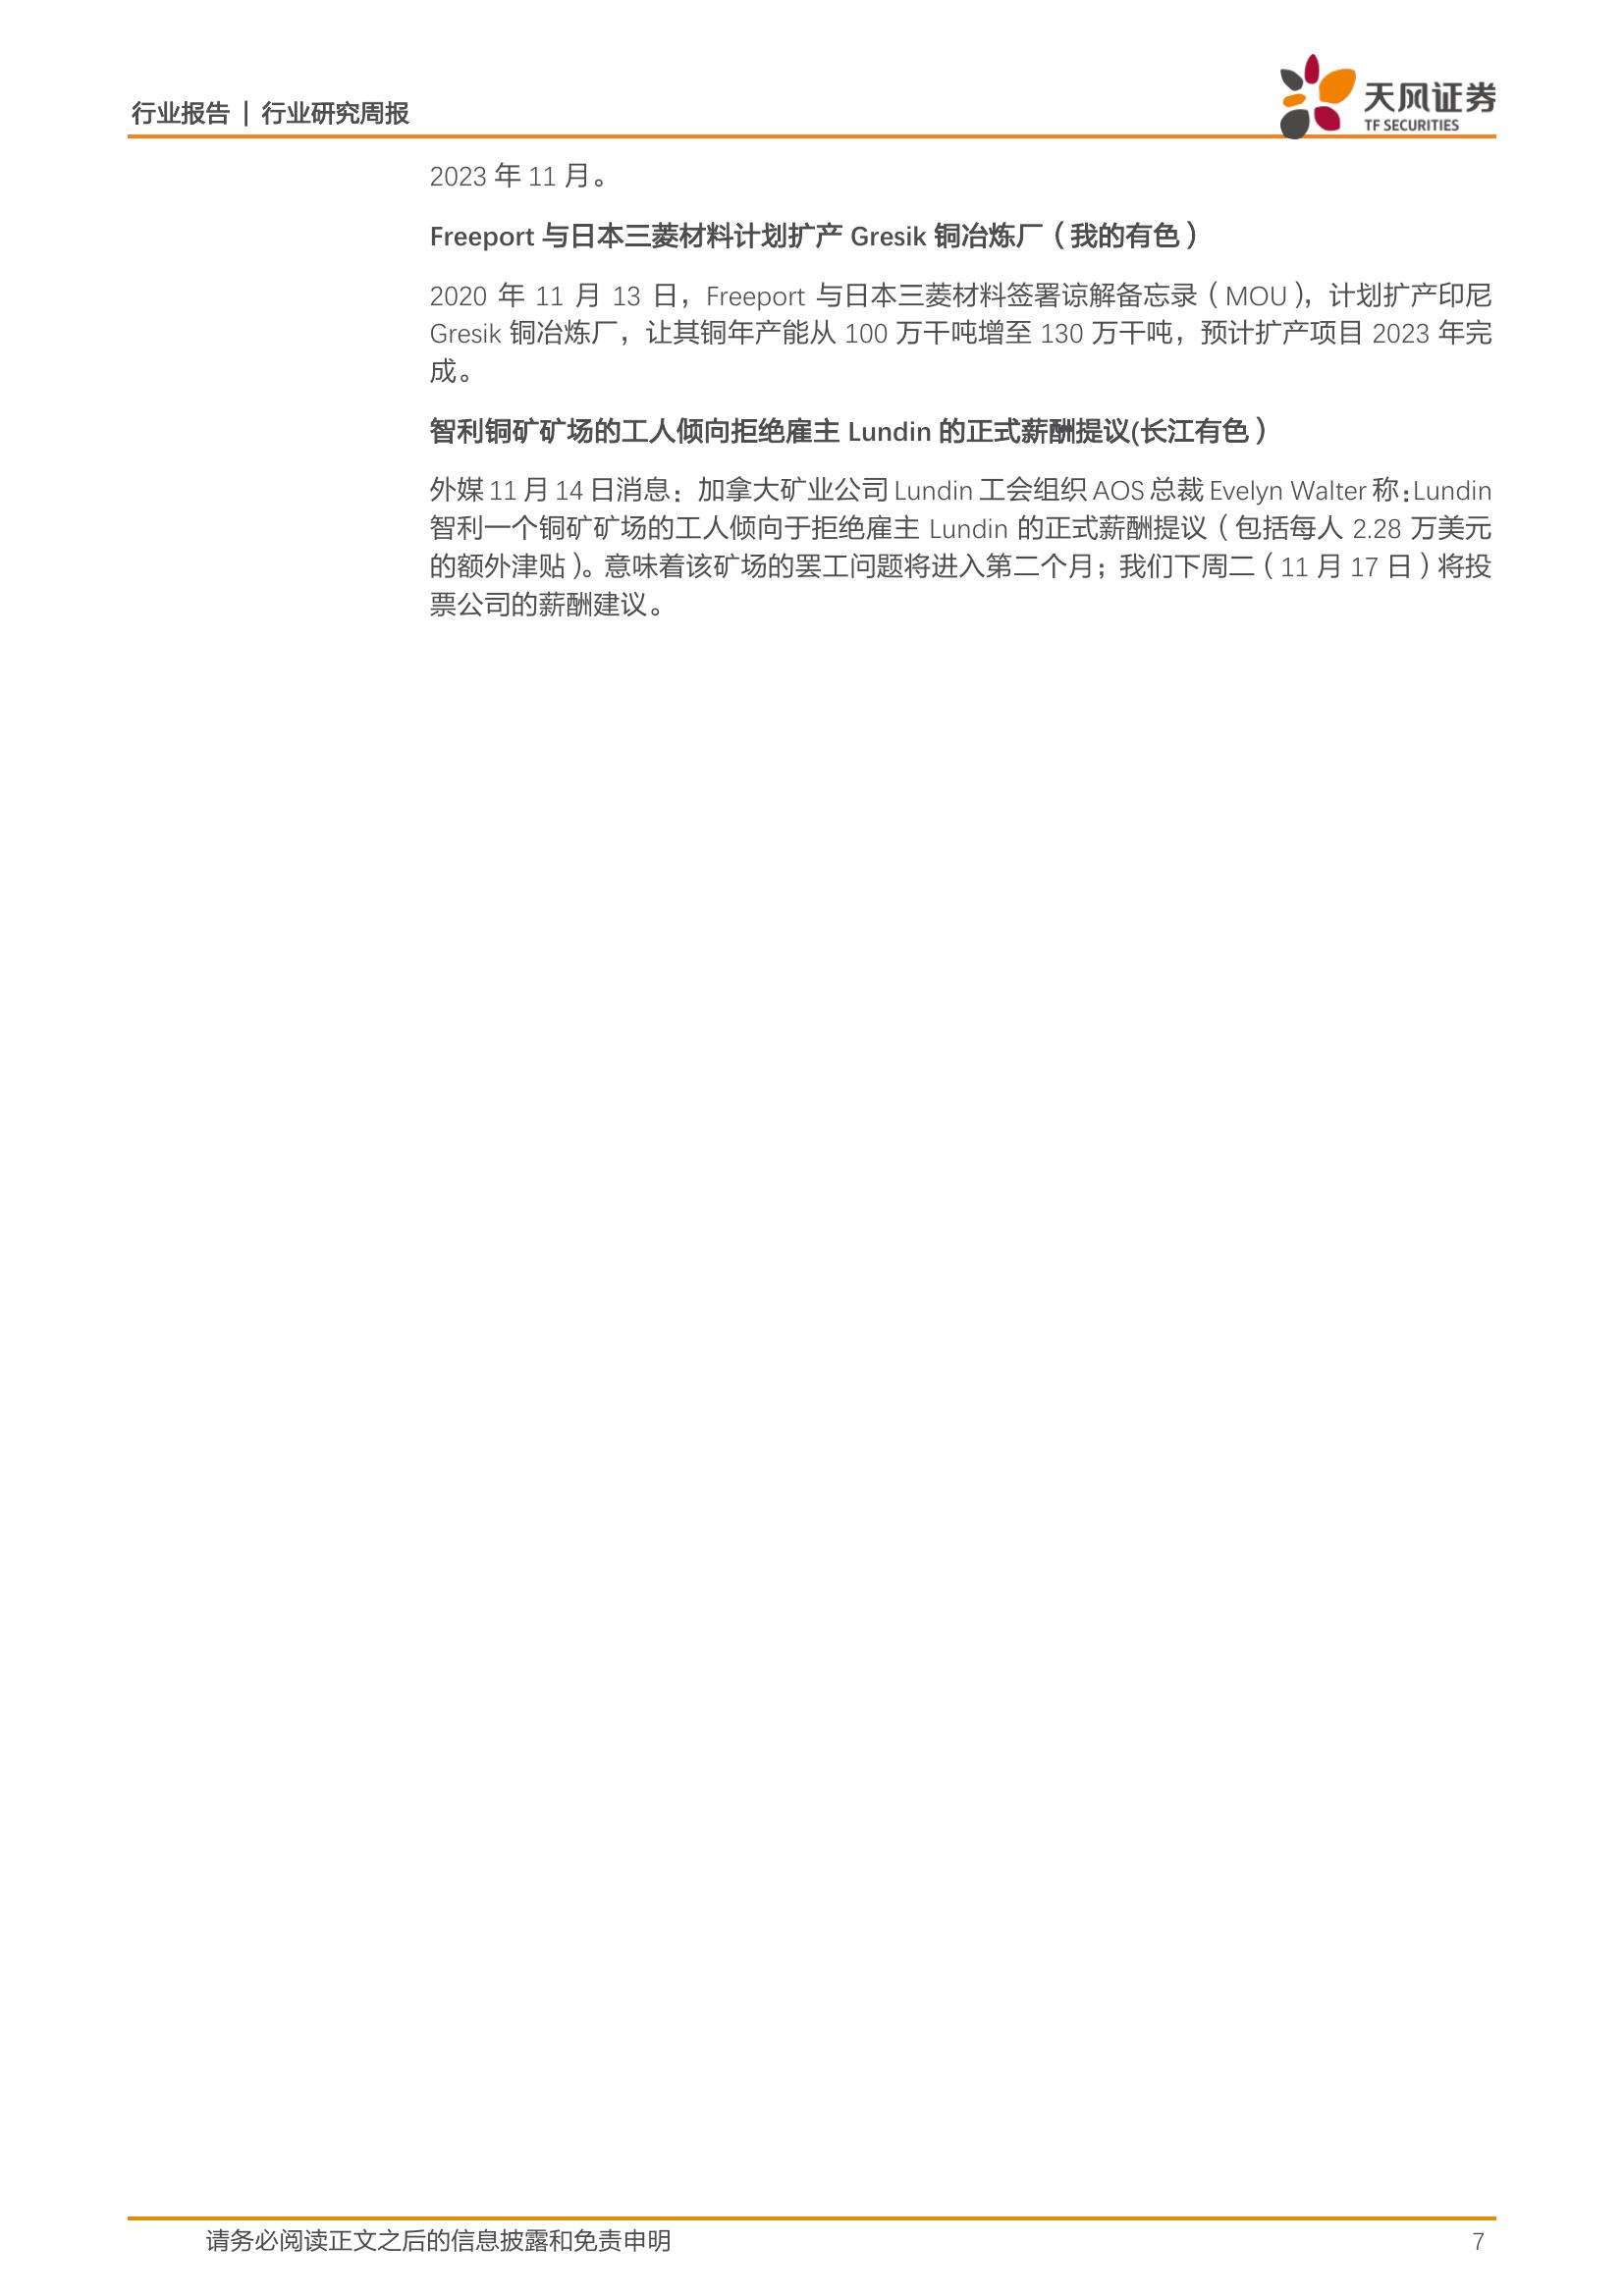 行业报告 | 行业研究周报
天风证券
TF SECURITIES
2023 年 11 月。
Freeport 与日本三菱材料计划扩产 Gresik 铜冶炼厂（我的有色）
2020 年 11 月 13 日，Freeport 与日本三菱材料签署谅解备忘录（MOU），计划扩产印尼
Gresik 铜冶炼厂，让其铜年产能从 100 万干吨增至 130 万干吨，预计扩产项目 2023 年完
成。
智利铜矿矿场的工人倾向拒绝雇主 Lundin 的正式薪酬提议(长江有色）
外媒 11 月 14 日消息：加拿大矿业公司 Lundin 工会组织 AOS 总裁 Evelyn Walter 称：Lundin
智利一个铜矿矿场的工人倾向于拒绝雇主 Lundin 的正式薪酬提议（包括每人 2.28 万美元
的额外津贴）。意味着该矿场的罢工问题将进入第二个月；我们下周二（11 月 17 日）将投
票公司的薪酬建议。
请务必阅读正文之后的信息披露和免责申明
7